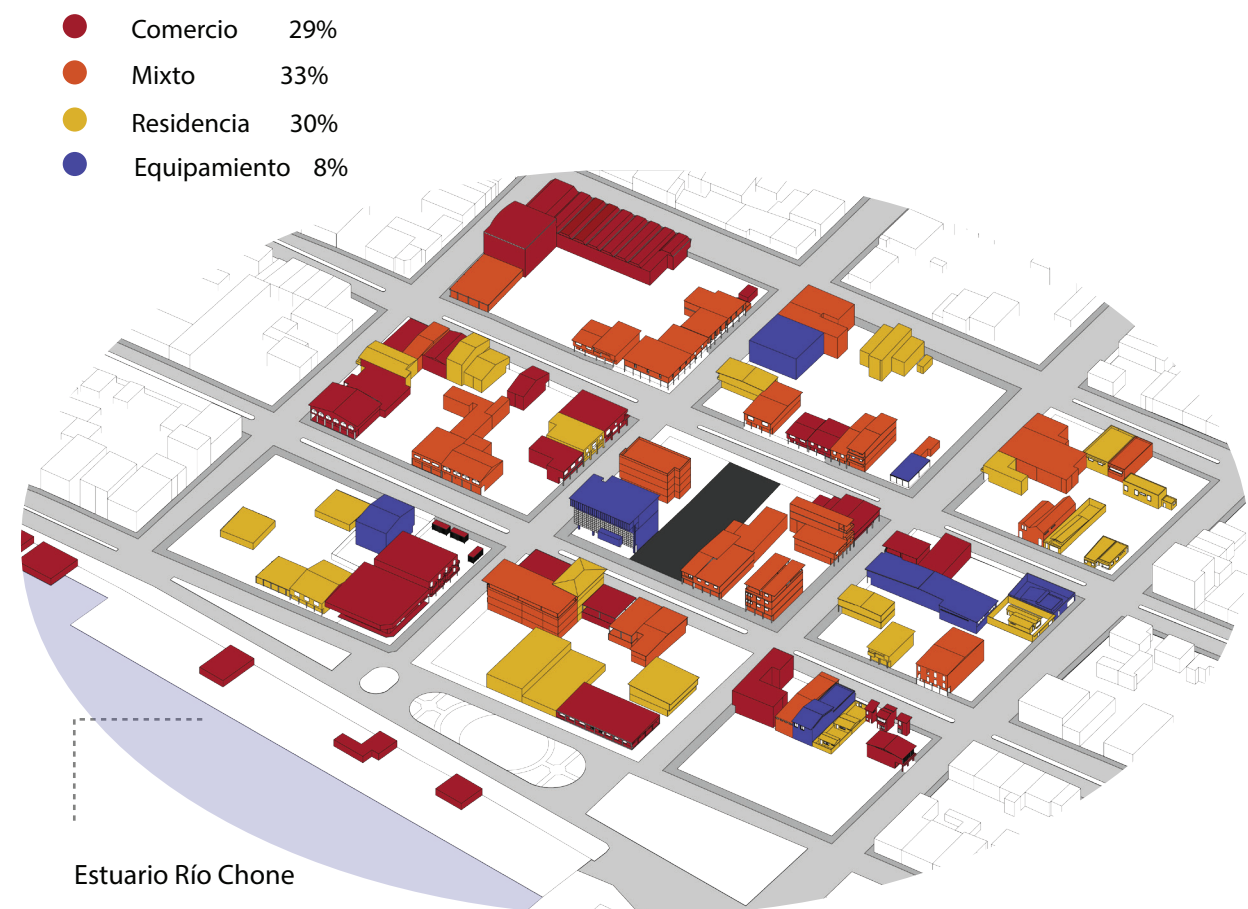 Comercio 29%
Mixto 33%
Residencia 30%
Equipamiento 8%
Estuario Río Chone